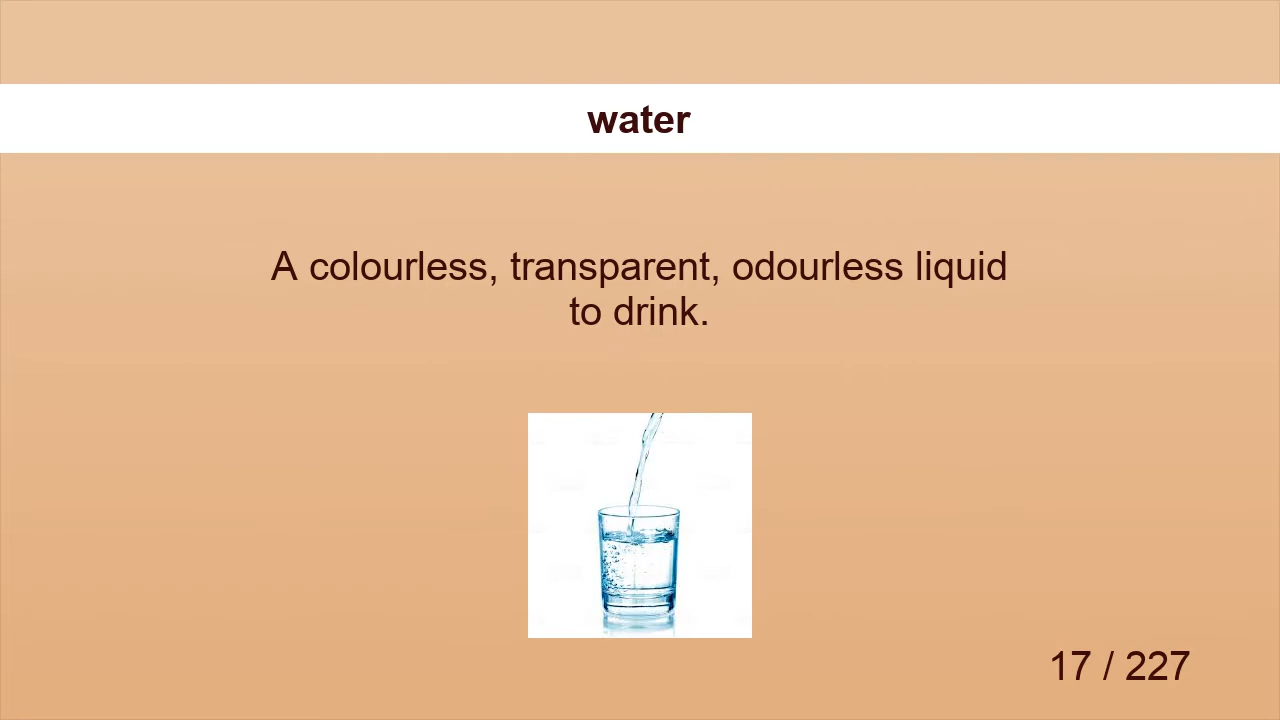 water
A colourless, transparent, odourless liquid
to drink.
17 / 227